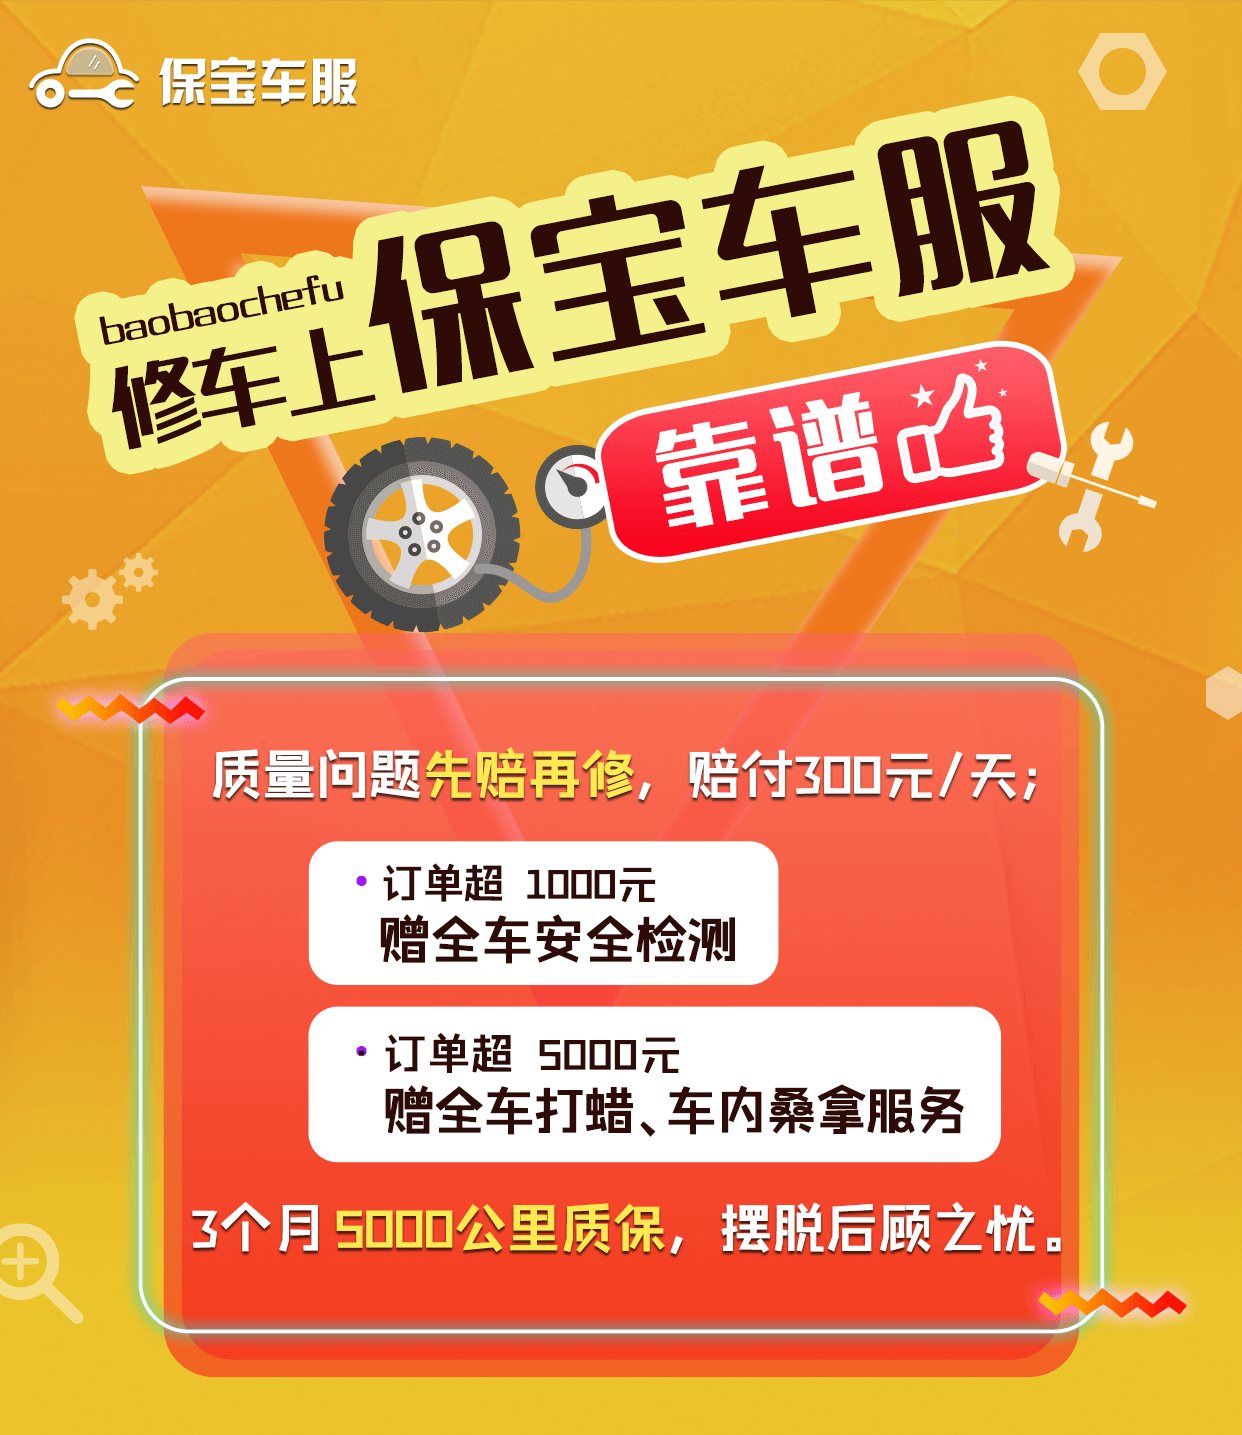 保宝车服
baobaochefu
修车上保宝车服
靠谱
质量问题先赔再修，赔付300元/天；
·订单超 1000元
赠全车安全检测
·订单超 5000元
赠全车打蜡、车内桑拿服务
3个月5000公里质保，摆脱后顾之忧。